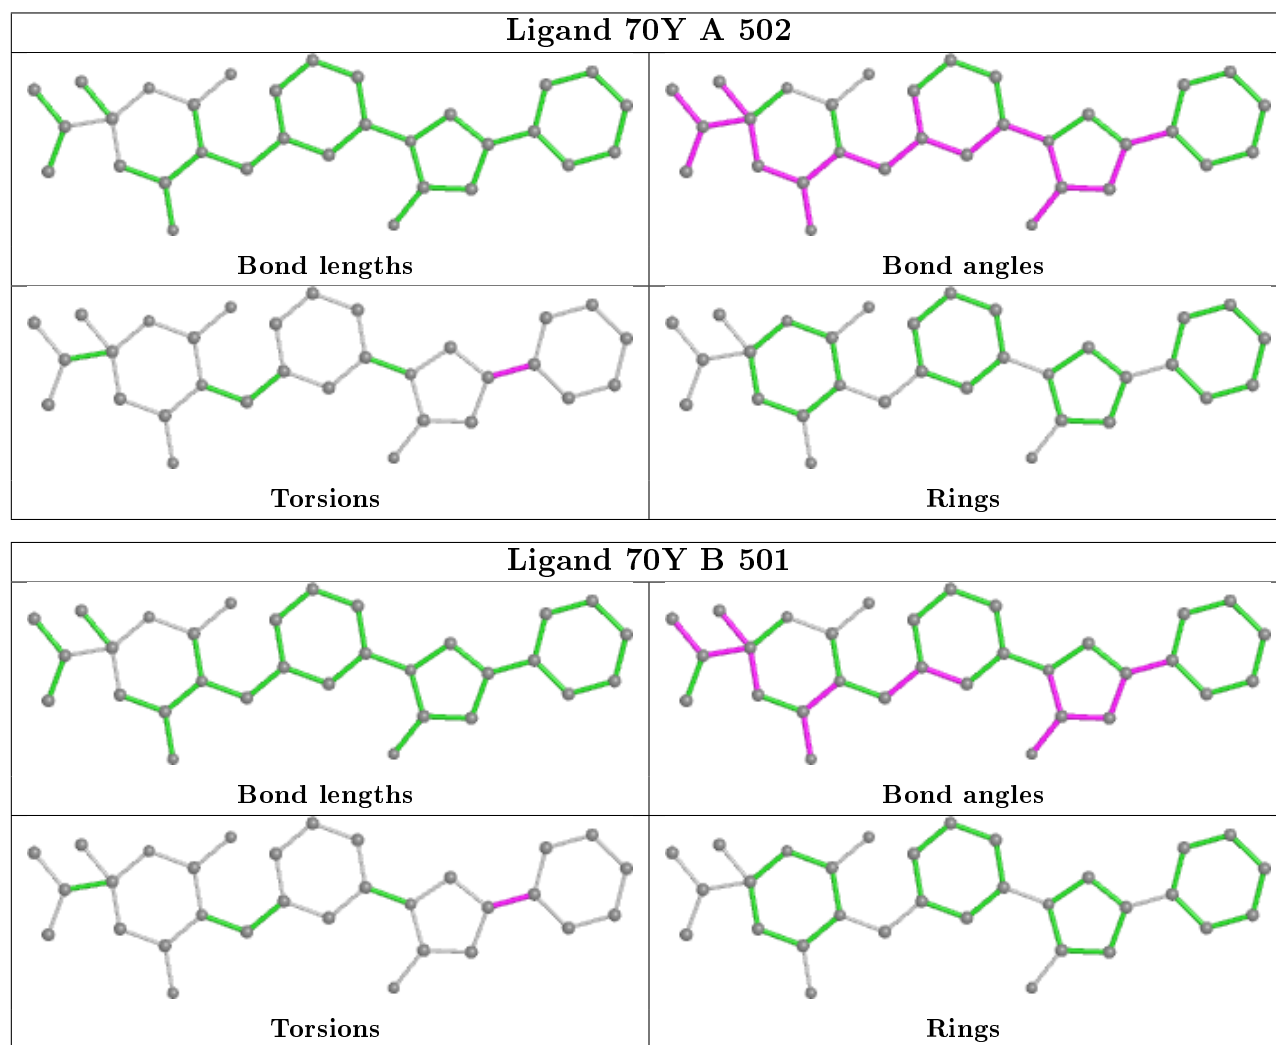 Ligand 70Y A 502
Bond lengths
Bond angles
Torsions
Rings
Ligand 70Y B 501
Bond lengths
Bond angles
Torsions
Rings